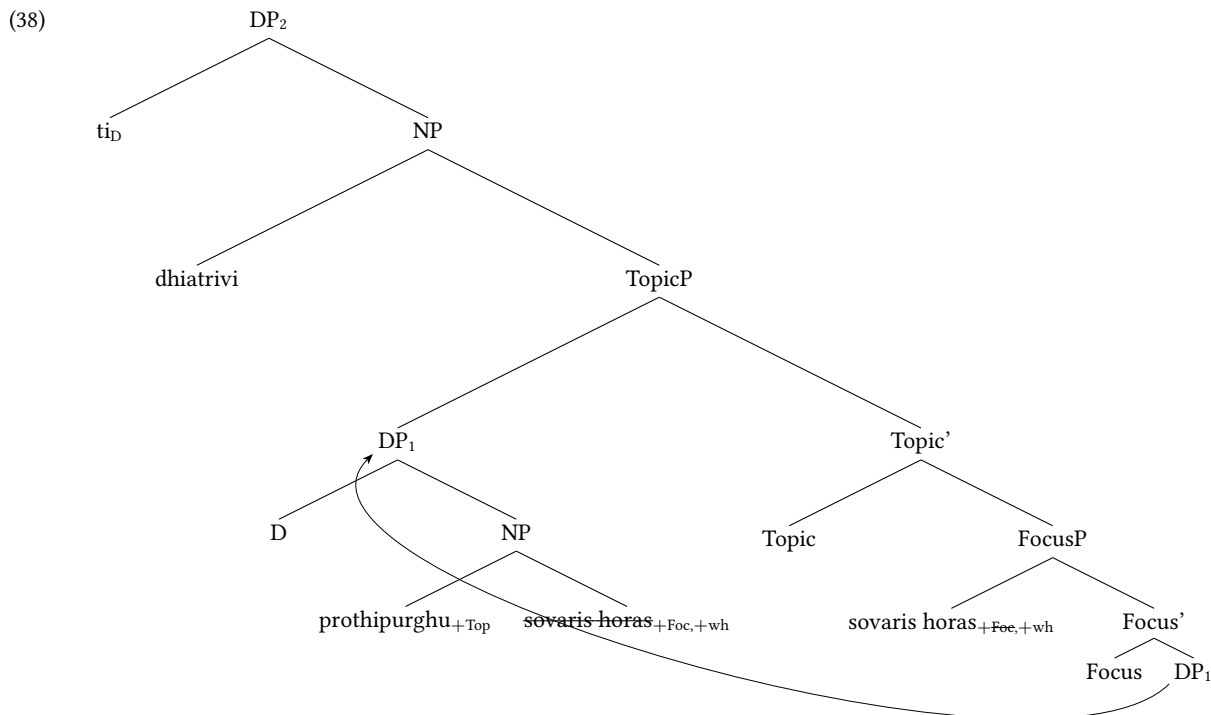 (38) DP₂
ti_D NP
dhiatrivi TopicP
DP₁ Topic’
D NP Topic FocusP
prothipurghu₊Top sovaris horas₊Foc,₊wh sovaris horas₊Foc,₊wh Focus’
Focus DP₁